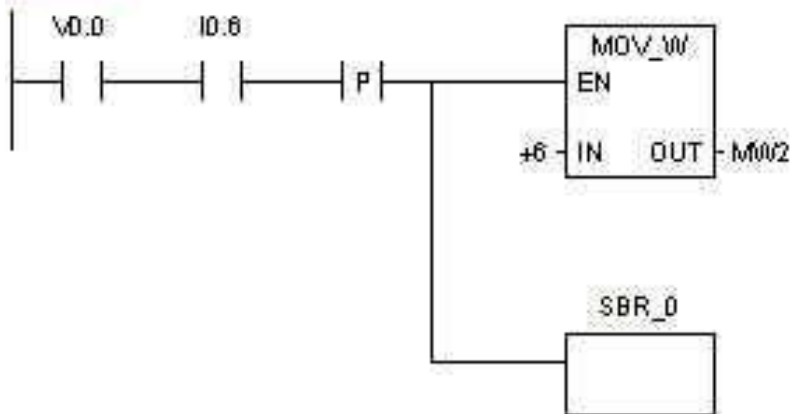 V0.0 I0.6
P
MOV_W
EN
+6 IN OUT MW2
SBR_0